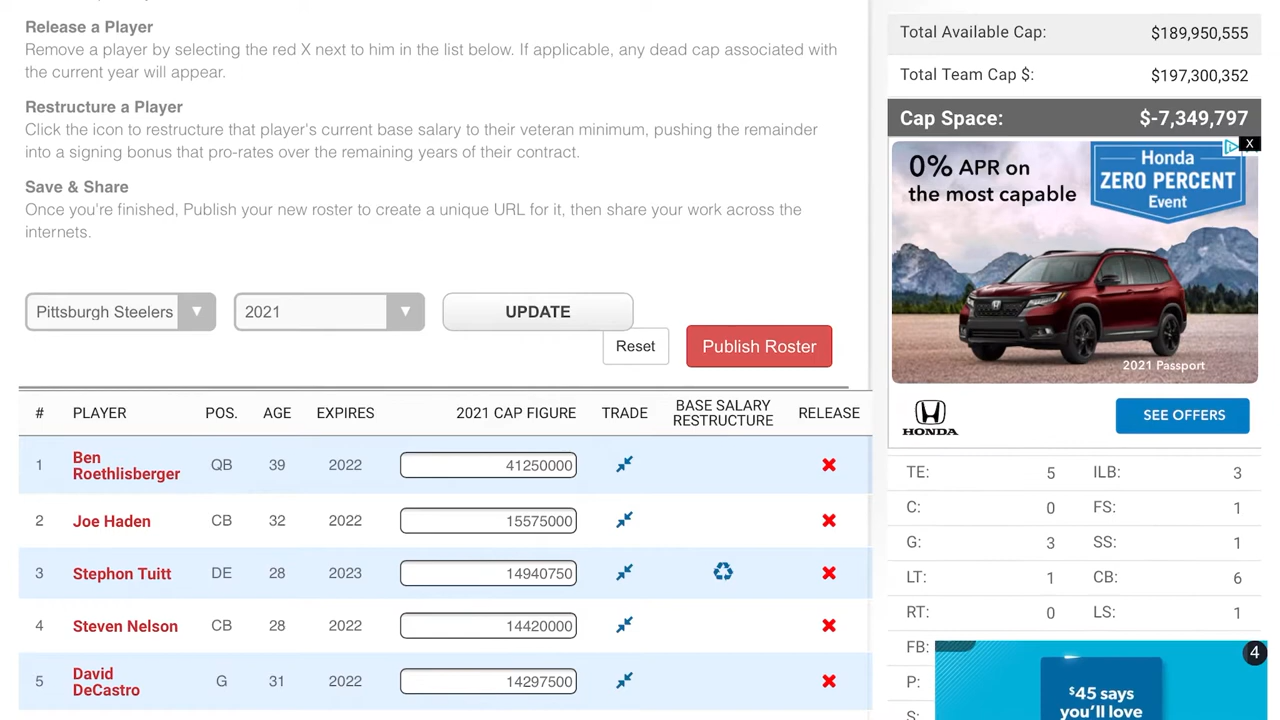 Release a Player
Remove a player by selecting the red X next to him in the list below. If applicable, any dead cap associated with
the current year will appear.
Restructure a Player
Click the icon to restructure that player's current base salary to their veteran minimum, pushing the remainder
into a signing bonus that pro-rates over the remaining years of their contract.
Save & Share
Once you're finished, Publish your new roster to create a unique URL for it, then share your work across the
internets.
Pittsburgh Steelers
2021
UPDATE
Reset
Publish Roster
# PLAYER POS. AGE EXPIRES 2021 CAP FIGURE TRADE BASE SALARY RESTRUCTURE RELEASE
1 Ben Roethlisberger QB 39 2022 41250000
2 Joe Haden CB 32 2022 15575000
3 Stephon Tuitt DE 28 2023 14940750
4 Steven Nelson CB 28 2022 14420000
5 David DeCastro G 31 2022 14297500
Total Available Cap: $189,950,555
Total Team Cap $: $197,300,352
Cap Space: $-7,349,797
X
0% APR on
the most capable
Honda
ZERO PERCENT
Event
2021 Passport
HONDA
SEE OFFERS
TE: 5 ILB: 3
C: 0 FS: 1
G: 3 SS: 1
LT: 1 CB: 6
RT: 0 LS: 1
FB:
P:
S:
4
$45 says
you'll love